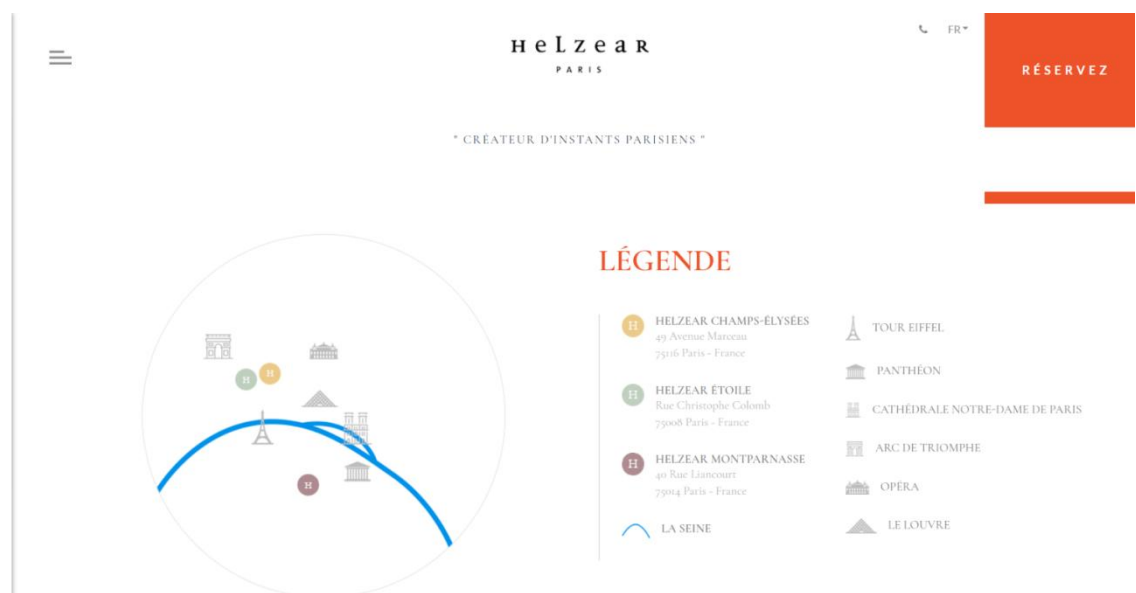 HeLzeaR
PARIS
FR
RÉSERVEZ
" CRÉATEUR D'INSTANTS PARISIENS "
LÉGENDE
H HELZEAR CHAMPS-ÉLYSÉES
49 Avenue Marceau
75116 Paris - France
H HELZEAR ÉTOILE
Rue Christophe Colomb
75008 Paris - France
H HELZEAR MONTPARNASSE
40 Rue Liancourt
75014 Paris - France
LA SEINE
TOUR EIFFEL
PANTHÉON
CATHÉDRALE NOTRE-DAME DE PARIS
ARC DE TRIOMPHE
OPÉRA
LE LOUVRE
H H
H